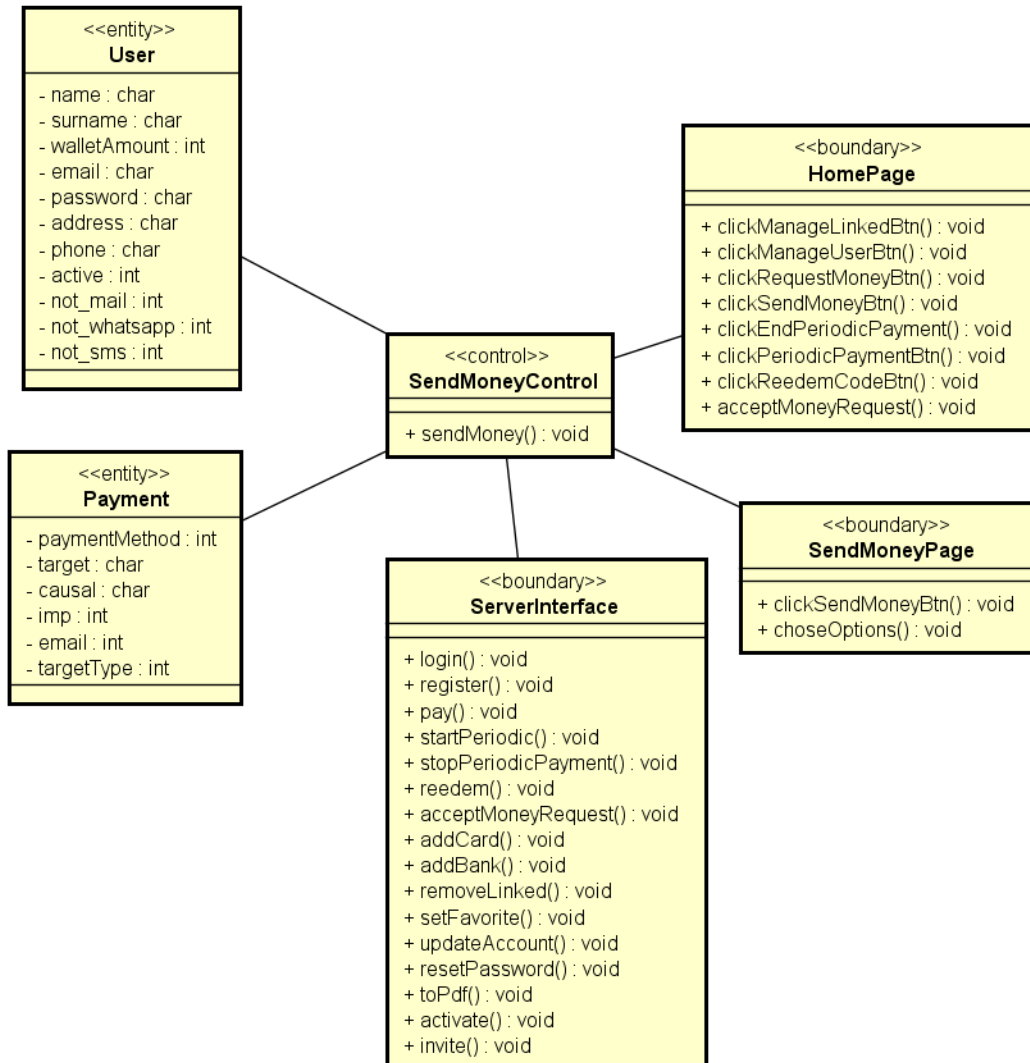 <<entity>>
User
- name : char
- surname : char
- walletAmount : int
- email : char
- password : char
- address : char
- phone : char
- active : int
- not_mail : int
- not_whatsapp : int
- not_sms : int
<<boundary>>
HomePage
+ clickManageLinkedBtn() : void
+ clickManageUserBtn() : void
+ clickRequestMoneyBtn() : void
+ clickSendMoneyBtn() : void
+ clickEndPeriodicPayment() : void
+ clickPeriodicPaymentBtn() : void
+ clickReedemCodeBtn() : void
+ acceptMoneyRequest() : void
<<control>>
SendMoneyControl
+ sendMoney() : void
<<entity>>
Payment
- paymentMethod : int
- target : char
- causal : char
- imp : int
- email : int
- targetType : int
<<boundary>>
SendMoneyPage
+ clickSendMoneyBtn() : void
+ choseOptions() : void
<<boundary>>
ServerInterface
+ login() : void
+ register() : void
+ pay() : void
+ startPeriodic() : void
+ stopPeriodicPayment() : void
+ reedem() : void
+ acceptMoneyRequest() : void
+ addCard() : void
+ addBank() : void
+ removeLinked() : void
+ setFavorite() : void
+ updateAccount() : void
+ resetPassword() : void
+ toPdf() : void
+ activate() : void
+ invite() : void